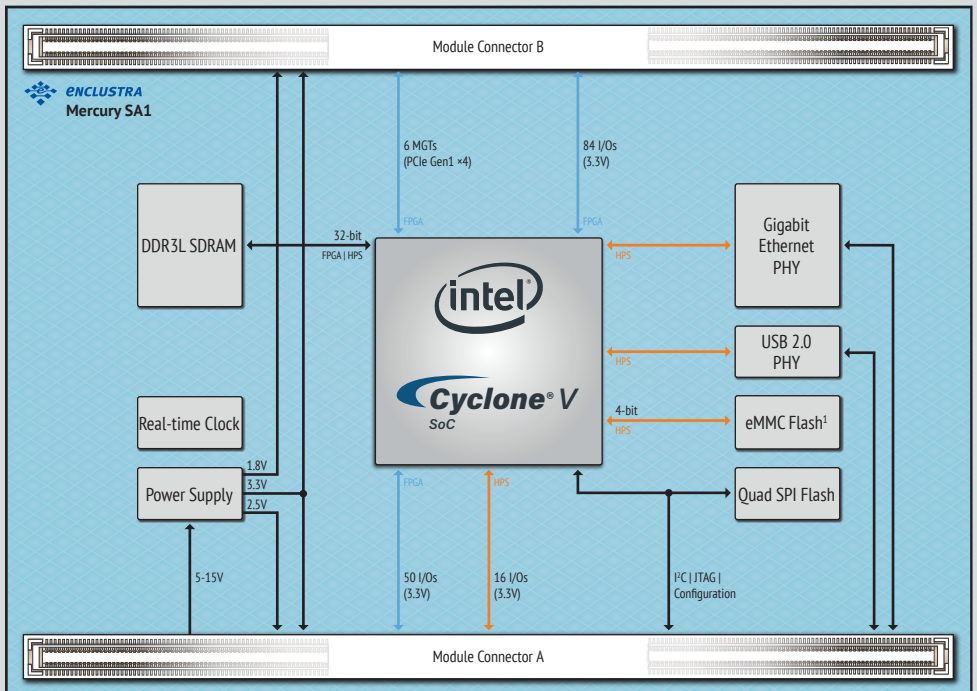 Module Connector B
ENCLUSTRA
Mercury SA1
6 MGTs
(PCIe Gen1 ×4)
84 I/Os
(3.3V)
FPGA
FPGA
DDR3L SDRAM
32-bit
FPGA | HPS
HPS
Gigabit
Ethernet
PHY
intel®
HPS
USB 2.0
PHY
Cyclone® V
SoC
4-bit
HPS
eMMC Flash¹
Real-time Clock
Power Supply
1.8V
3.3V
2.5V
FPGA
HPS
Quad SPI Flash
5-15V
50 I/Os
(3.3V)
16 I/Os
(3.3V)
I²C | JTAG |
Configuration
Module Connector A